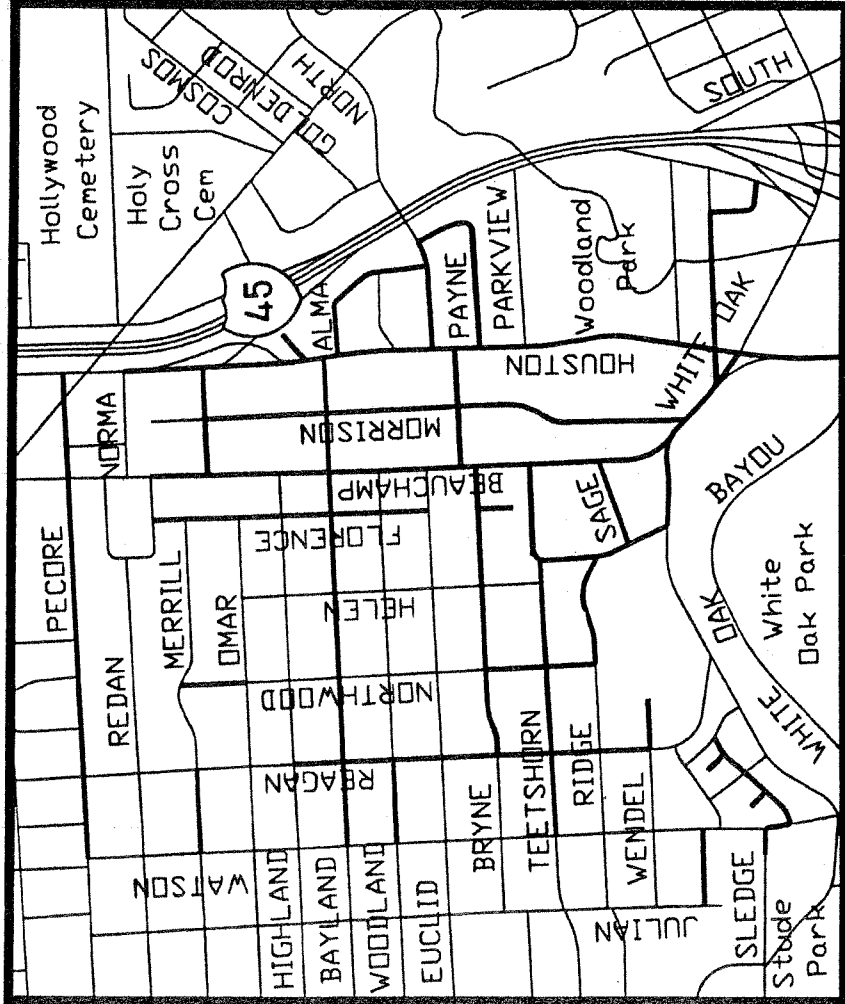 Hollywood
Cemetery
Holy
Cross
Cem
COSMOS
GOLDENROD
NORTH
SOUTH
45
ALMA
PAYNE
PARKVIEW
Woodland
Park
HOUSTON
WHITE OAK
NORMA
MORRISON
BEAUCHAMP
SAGE
BAYOU
PECORE
FLORENCE
MERRILL
OMAR
HELEN
OAK
White
Oak Park
REDAN
NORTHWOOD
WHITE
REAGAN
TEETSHORN
RIDGE
BRYNE
WENDEL
WATSON
HIGHLAND
BAYLAND
WOODLAND
EUCLID
JULIAN
SLEDGE
Stude
Park